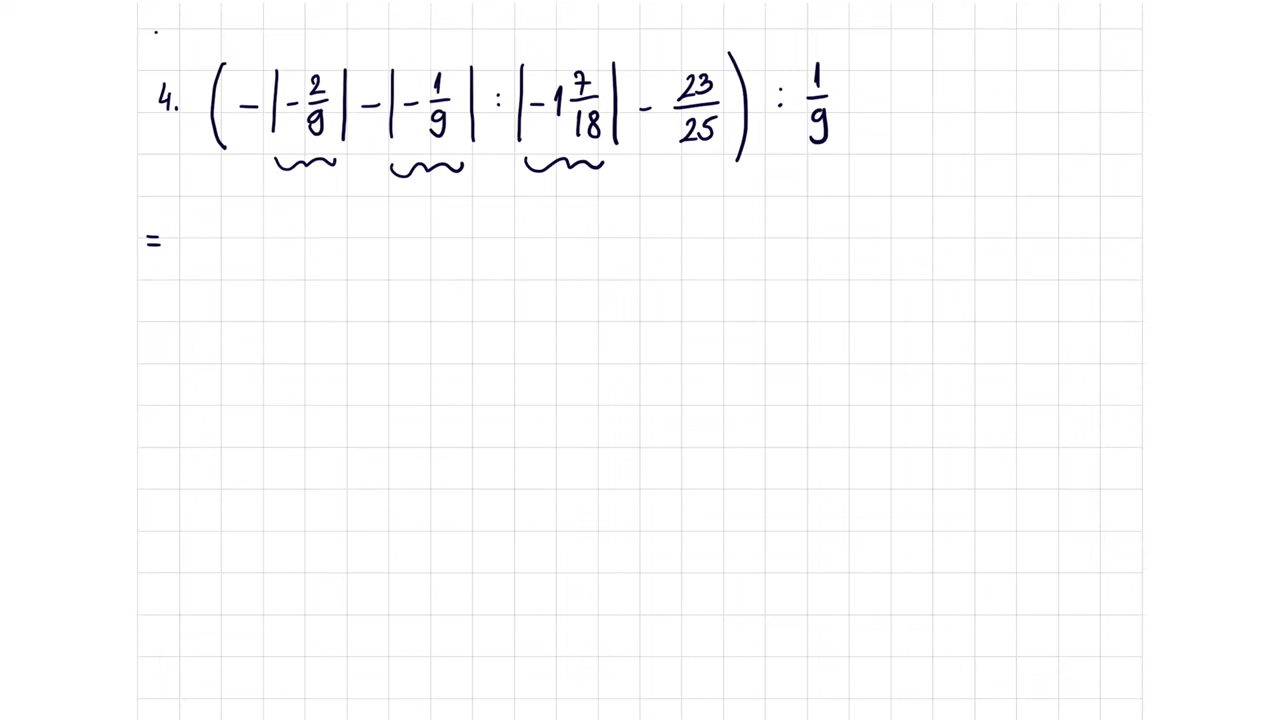 4. (-|-2/9| - |-1/9| : |-1 7/18| - 23/25) : 1/9
=